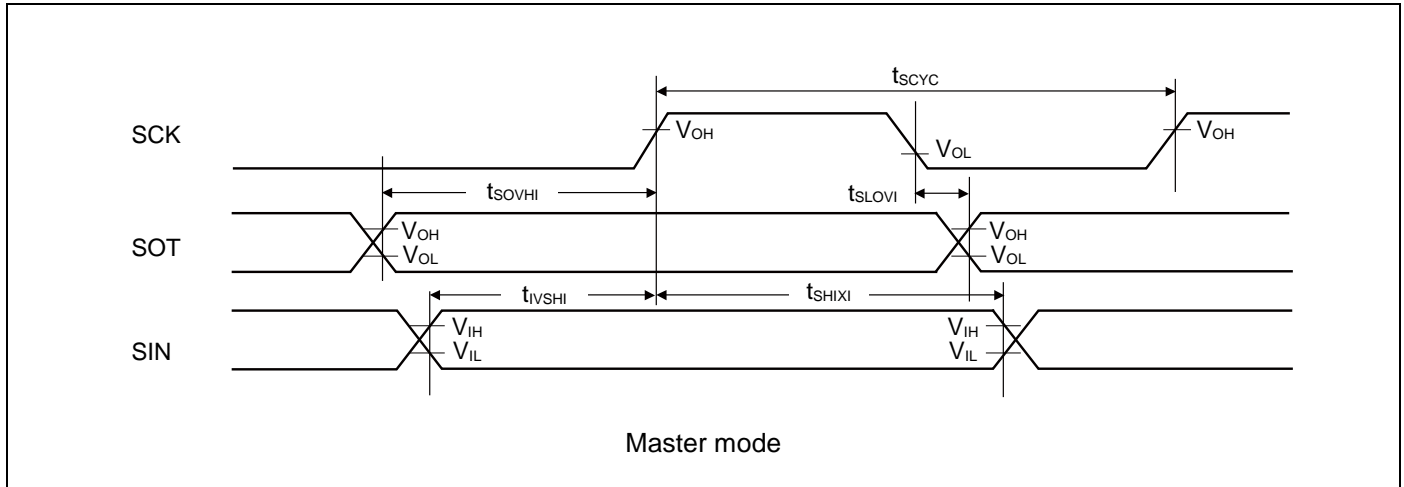 tSCYC
SCK
VOH
VOL
VOH
tSOVHI
tSLOVI
SOT
VOH
VOL
VOH
VOL
tIVSHI
tSHIXI
SIN
VIH
VIL
VIH
VIL
Master mode